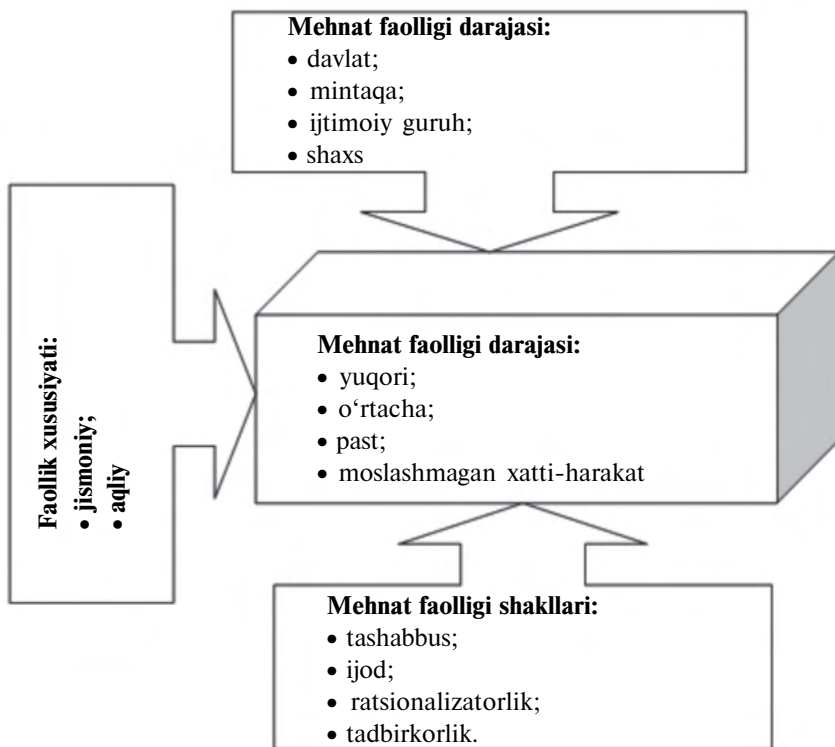 Mehnat faolligi darajasi:
• davlat;
• mintaqa;
• ijtimoiy guruh;
• shaxs
Faollik xususiyati:
• jismoniy;
• aqliy
Mehnat faolligi darajasi:
• yuqori;
• o‘rtacha;
• past;
• moslashmagan xatti-harakat
Mehnat faolligi shakllari:
• tashabbus;
• ijod;
• ratsionalizatorlik;
• tadbirkorlik.